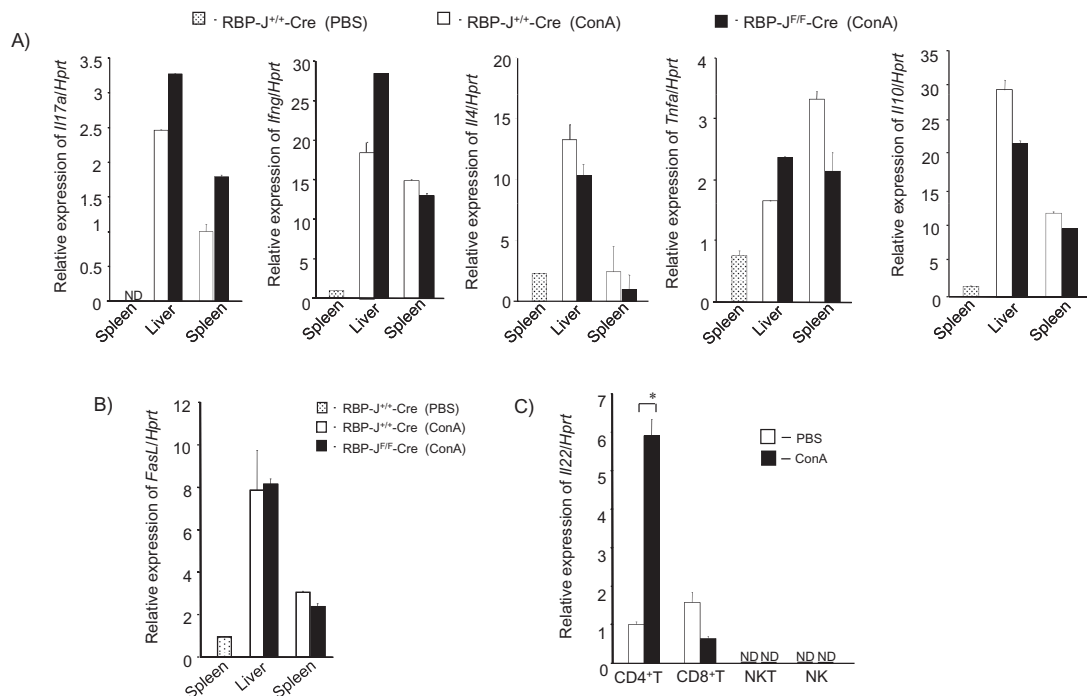 - RBP-J+/+-Cre (PBS) - RBP-J+/+-Cre (ConA) - RBP-JF/F-Cre (ConA)
A)
Relative expression of Il17a/Hprt
3.5
3
2.5
2
1.5
1
0.5
0
ND
Spleen
Liver
Spleen
Relative expression of Ifng/Hprt
30
25
20
15
10
5
0
Spleen
Liver
Spleen
Relative expression of Il4/Hprt
20
15
10
5
0
Spleen
Liver
Spleen
Relative expression of Tnfa/Hprt
4
3
2
1
0
Spleen
Liver
Spleen
Relative expression of Il10/Hprt
30
25
20
15
10
5
0
Spleen
Liver
Spleen
B)
Relative expression of FasL/Hprt
12
10
8
6
4
2
0
Spleen
Liver
Spleen
- RBP-J+/+-Cre (PBS)
- RBP-J+/+-Cre (ConA)
- RBP-JF/F-Cre (ConA)
C)
Relative expression of Il22/Hprt
7
6
5
4
3
2
1
0
*
ND ND
ND ND
CD4+T
CD8+T
NKT
NK
– PBS
– ConA